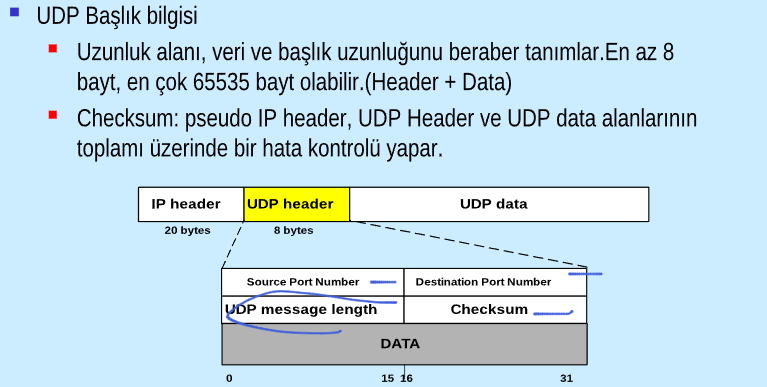 UDP Başlık bilgisi
Uzunluk alanı, veri ve başlık uzunluğunu beraber tanımlar.En az 8
bayt, en çok 65535 bayt olabilir.(Header + Data)
Checksum: pseudo IP header, UDP Header ve UDP data alanlarının
toplamı üzerinde bir hata kontrolü yapar.
IP header UDP header UDP data
20 bytes 8 bytes
Source Port Number Destination Port Number
UDP message length Checksum
DATA
0 15 16 31